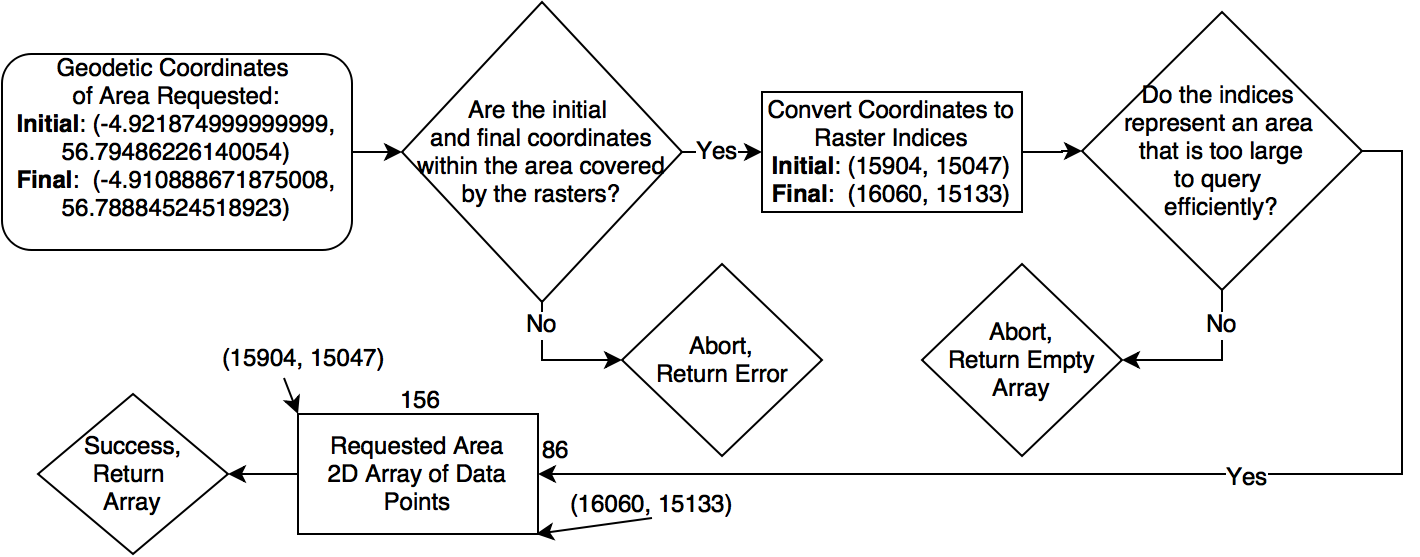 Geodetic Coordinates
of Area Requested:
Initial: (-4.921874999999999,
56.794862261400​54)
Final:  (-4.910888671875008,
56.78884524518923)
Are the initial
and final coordinates
within the area covered
by the rasters?
Yes
Convert Coordinates to
Raster Indices
Initial: (15904, 15047)
Final:  (16060, 15133)
Do the indices
represent an area
that is too large
to query
efficiently?
No
Abort,
Return Error
No
Abort,
Return Empty
Array
Yes
(15904, 15047)
156
86
Requested Area
2D Array of Data
Points
(16060, 15133)
Success,
Return
Array